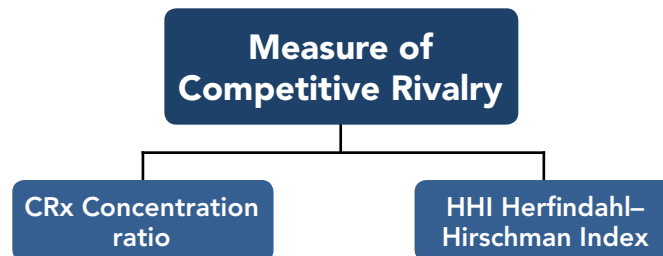 Measure of
Competitive Rivalry
CRx Concentration
ratio
HHI Herfindahl–
Hirschman Index